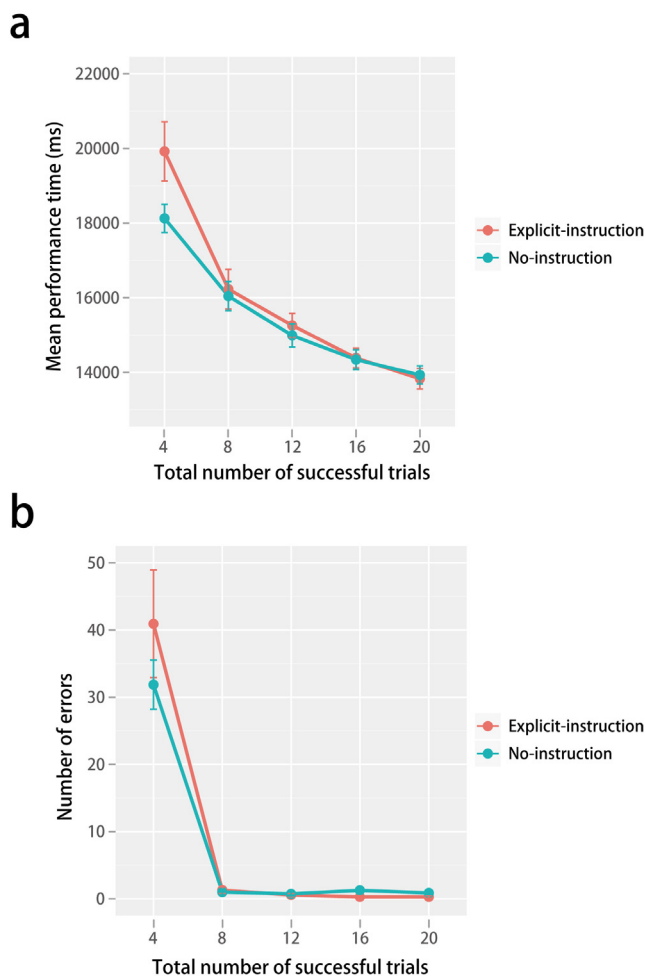 a
22000
20000
18000
16000
14000
Mean performance time (ms)
4 8 12 16 20
Total number of successful trials
Explicit-instruction
No-instruction
b
50
40
30
20
10
0
Number of errors
4 8 12 16 20
Total number of successful trials
Explicit-instruction
No-instruction